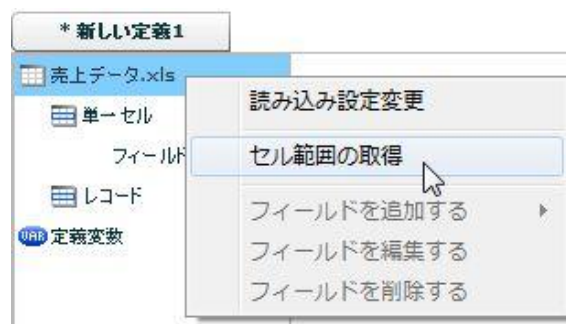 * 新しい定義1
売上データ.xls
単一セル
フィールド
レコード
VAR 定義変数
読み込み設定変更
セル範囲の取得
フィールドを追加する
フィールドを編集する
フィールドを削除する